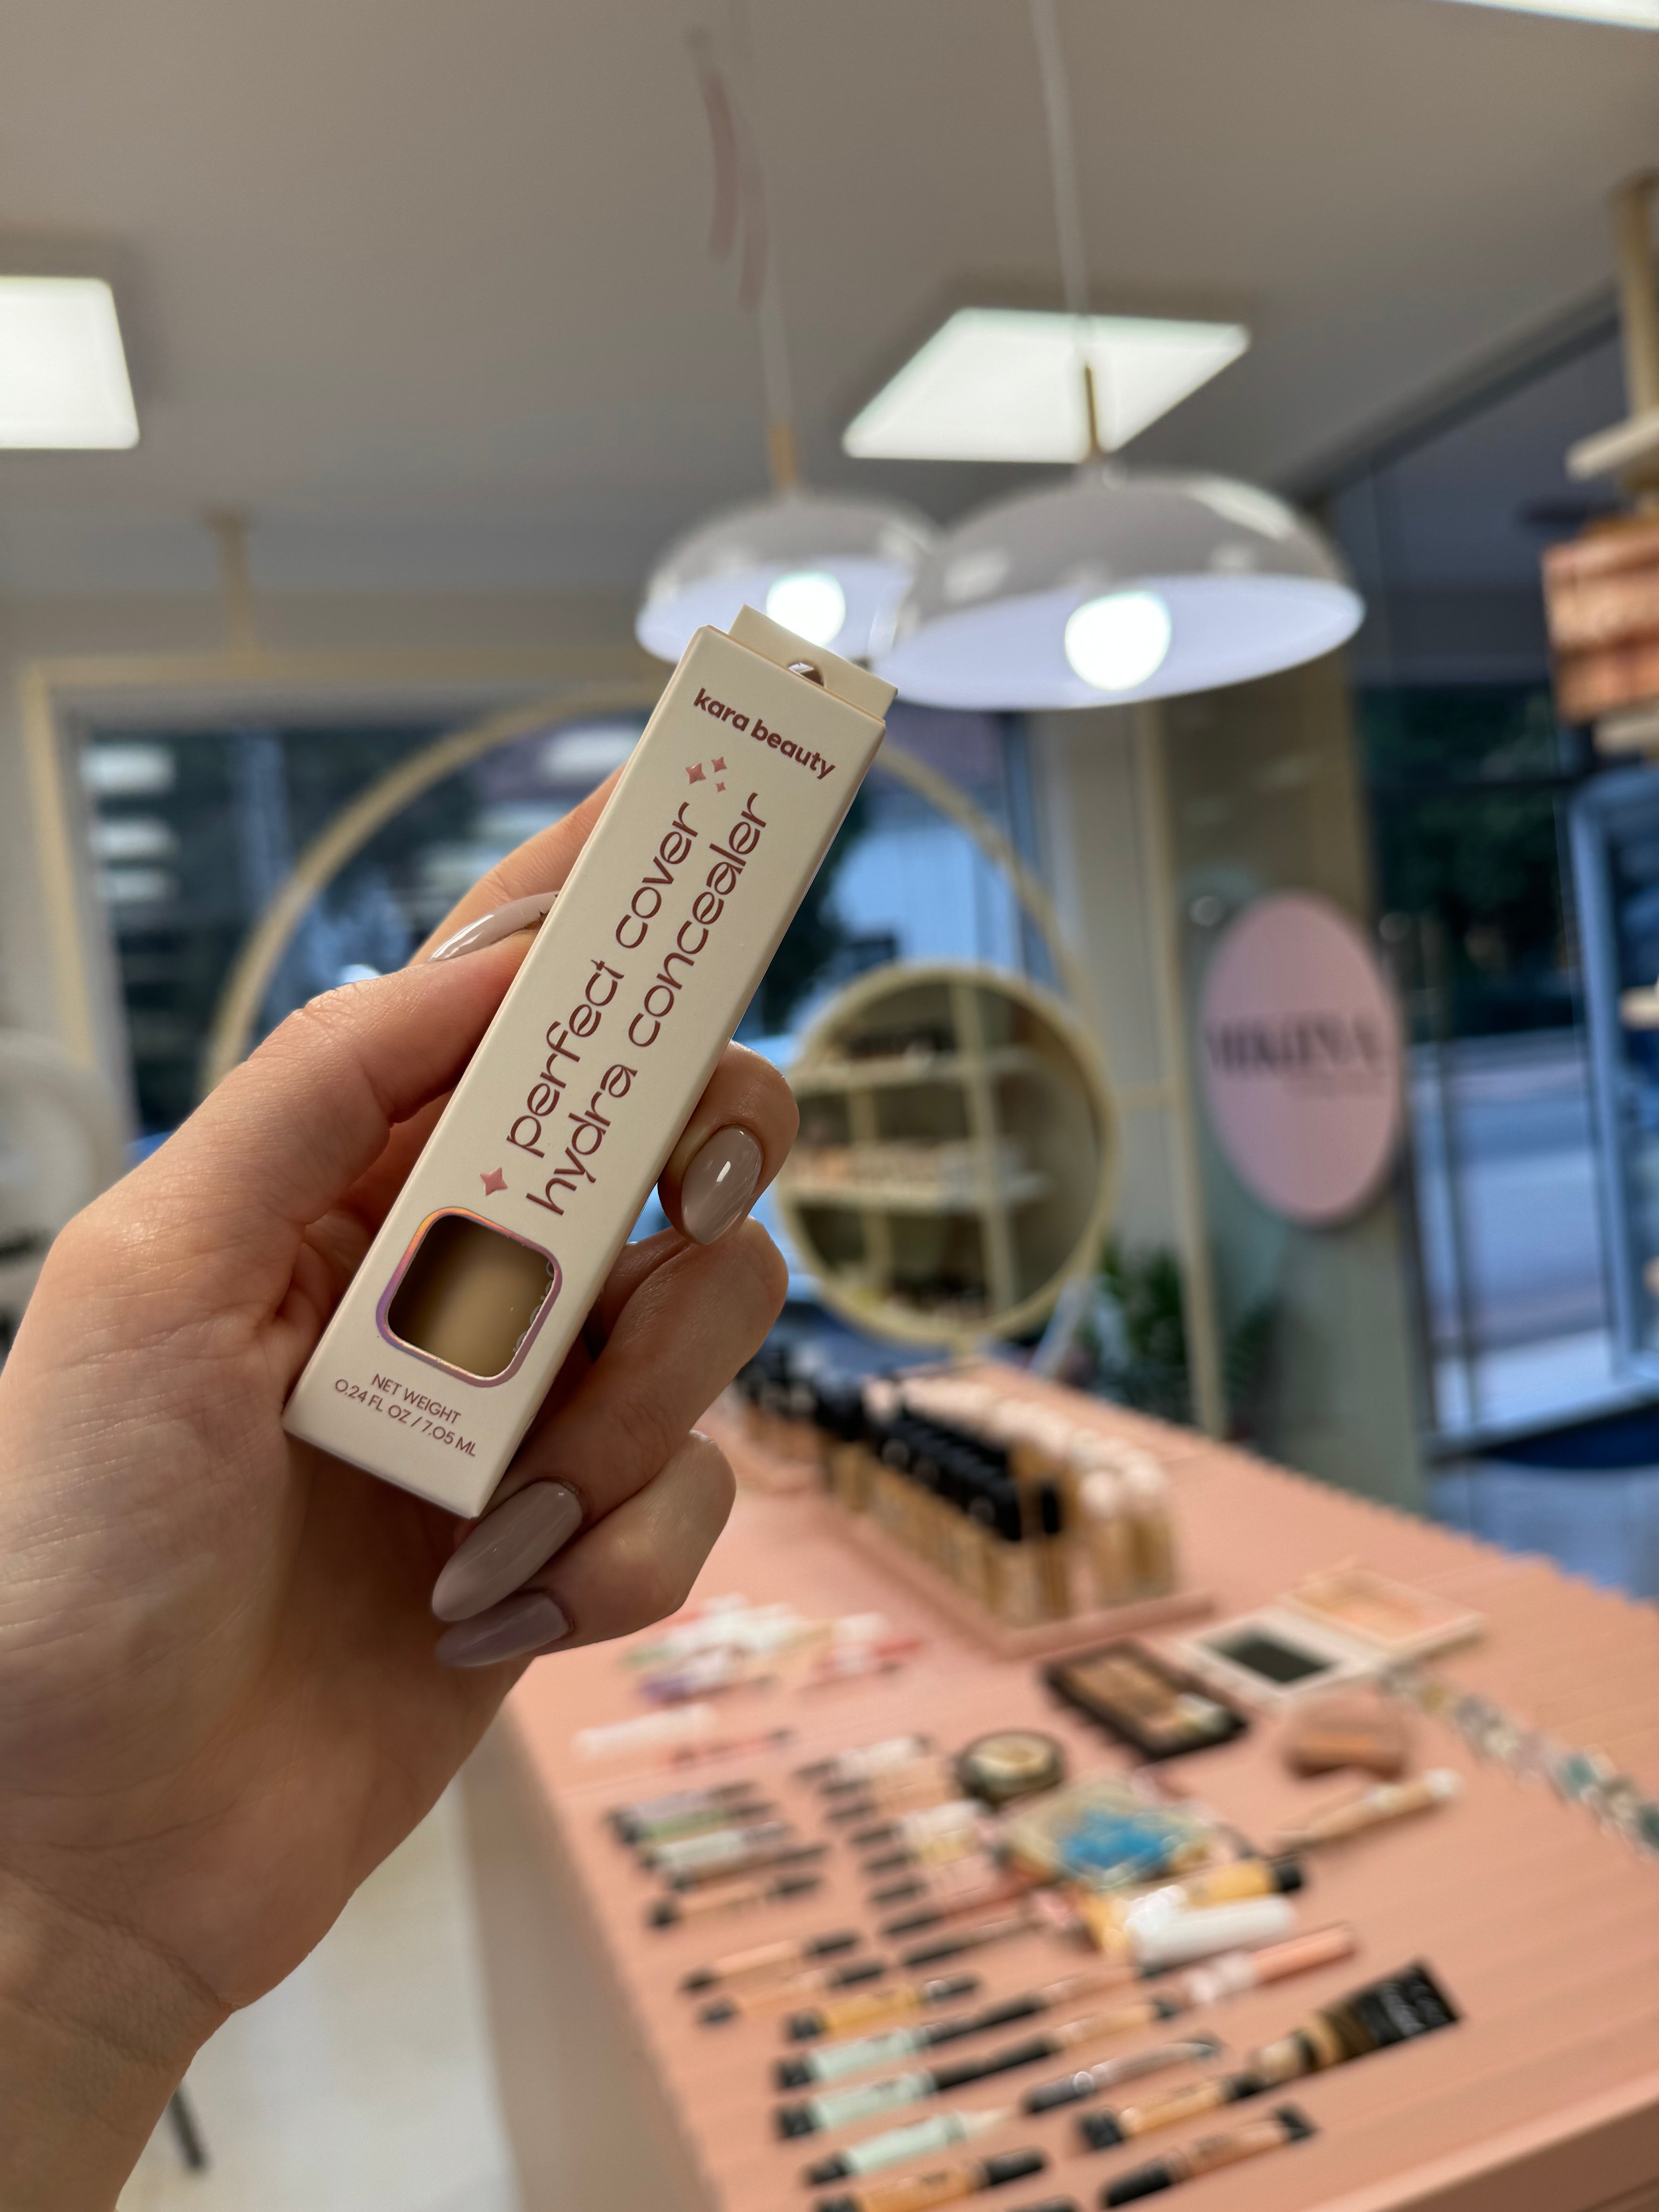 kara beauty
perfect cover
hydra concealer
NET WEIGHT
0.24 FL OZ / 7.05 ML